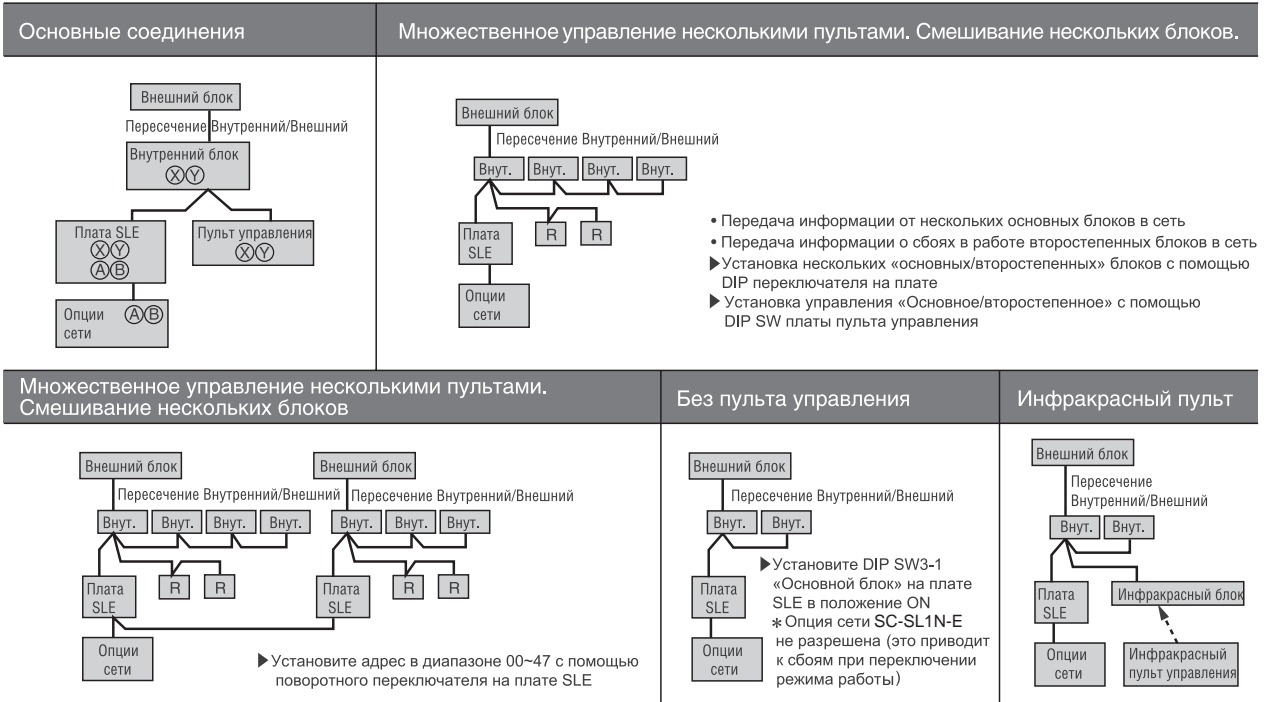 Основные соединения
Множественное управление несколькими пультами. Смешивание нескольких блоков.
Внешний блок
Пересечение Внутренний/Внешний
Внутренний блок
ⓍⓎ
Плата SLE
ⓍⓎ
ⒶⒷ
Пульт управления
ⓍⓎ
Опции ⒶⒷ
сети
Внешний блок
Пересечение Внутренний/Внешний
Внут. Внут. Внут. Внут.
Плата
SLE
R R
Опции
сети
• Передача информации от нескольких основных блоков в сеть
• Передача информации о сбоях в работе второстепенных блоков в сеть
▶Установка нескольких «основных/второстепенных» блоков с помощью
DIP переключателя на плате
▶ Установка управления «Основное/второстепенное» с помощью
DIP SW платы пульта управления
Множественное управление несколькими пультами.
Смешивание нескольких блоков
Внешний блок
Пересечение Внутренний/Внешний
Внут. Внут. Внут. Внут.
Плата
SLE
R R
Опции
сети
Внешний блок
Пересечение Внутренний/Внешний
Внут. Внут. Внут.
Плата
SLE
R R
▶Установите адрес в диапазоне 00~47 с помощью
поворотного переключателя на плате SLE
Без пульта управления
Внешний блок
Пересечение Внутренний/Внешний
Внут. Внут.
Плата
SLE
Опции
сети
▶Установите DIP SW3-1
«Основной блок» на плате
SLE в положение ON
* Опция сети SC-SL1N-E
не разрешена (это приводит
к сбоям при переключении
режима работы)
Инфракрасный пульт
Внешний блок
Пересечение
Внутренний/Внешний
Внут. Внут.
Плата
SLE
Инфракрасный блок
Опции
сети
Инфракрасный
пульт управления